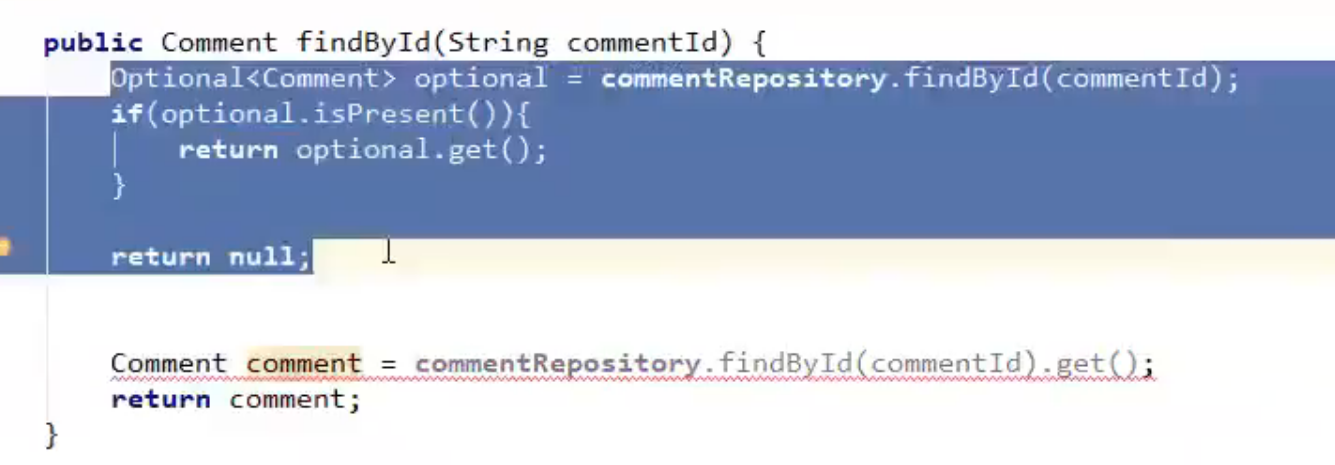 public Comment findById(String commentId) {
Optional<Comment> optional = commentRepository.findById(commentId);
if(optional.isPresent()){
return optional.get();
}
return null;
Comment comment = commentRepository.findById(commentId).get();
return comment;
}